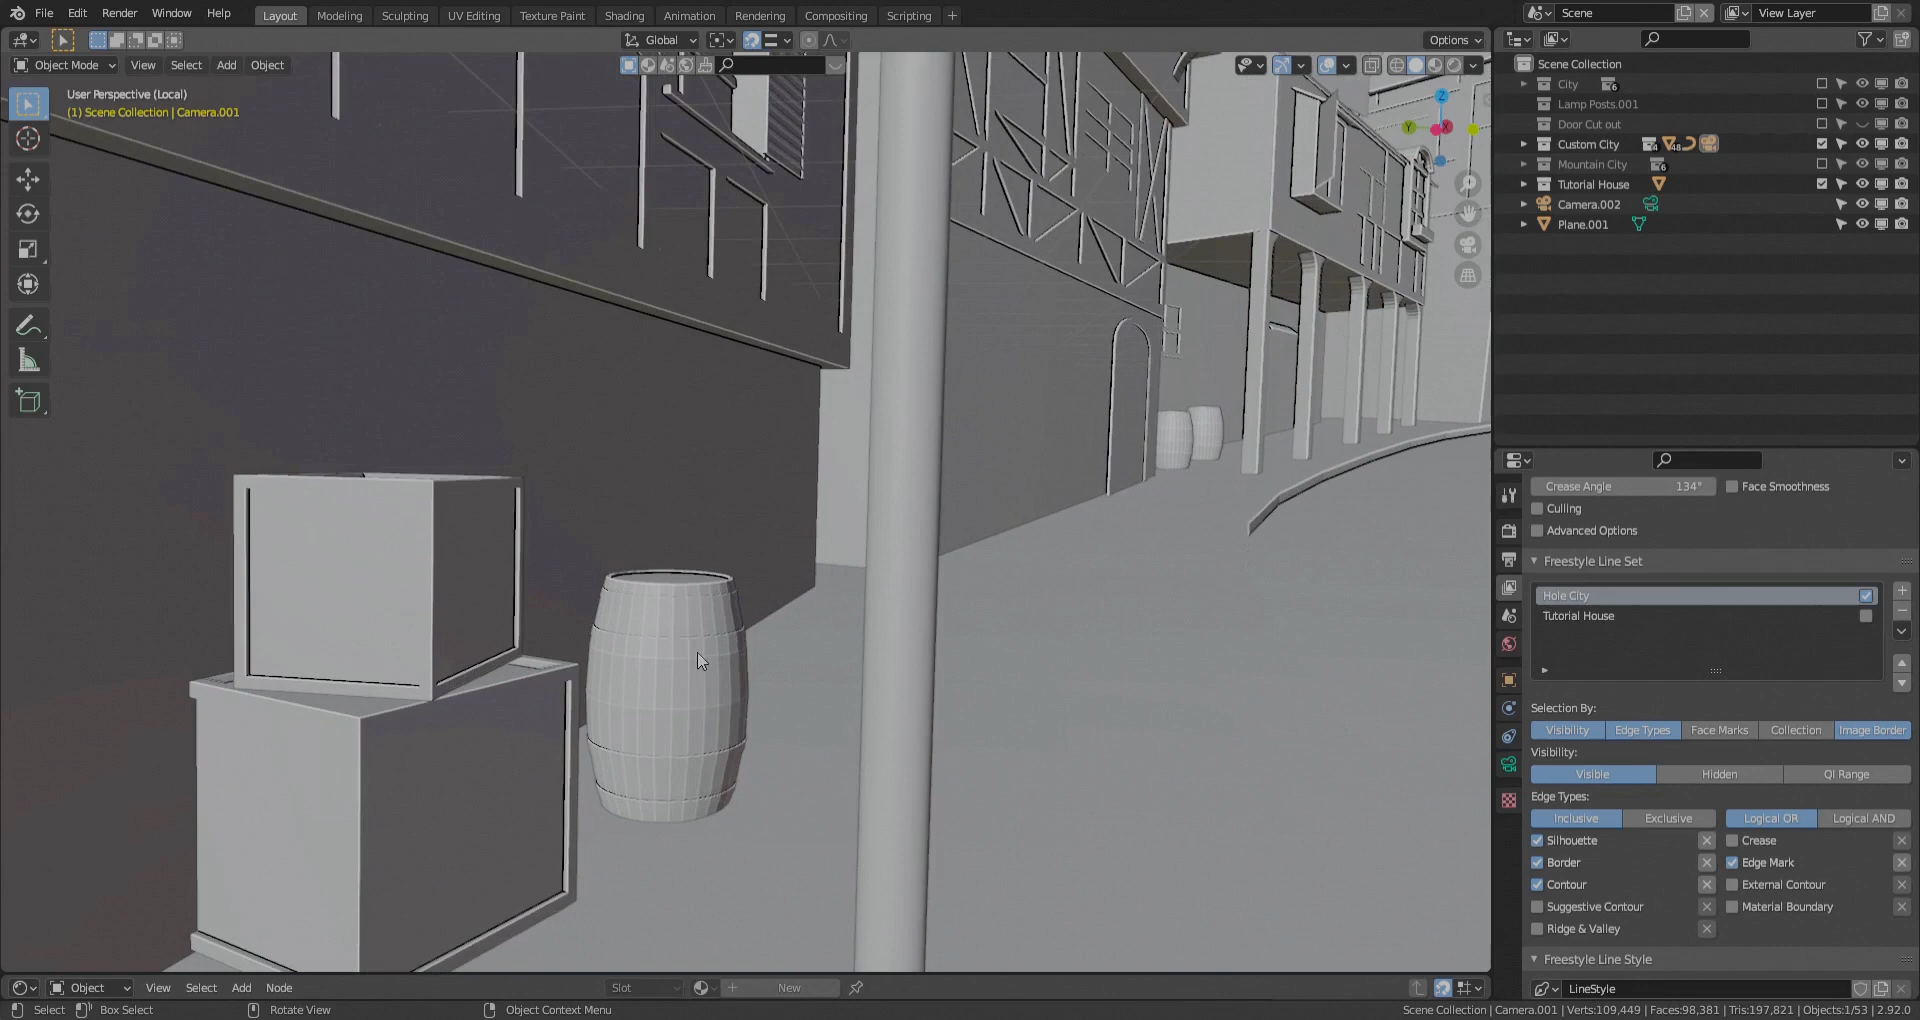 File Edit Render Window Help
Layout Modeling Sculpting UV Editing Texture Paint Shading Animation Rendering Compositing Scripting +
Scene
View Layer
Global
Options
Object Mode View Select Add Object
User Perspective (Local)
(1) Scene Collection | Camera.001
Z
Y
X
Scene Collection
City 6
Lamp Posts.001
Door Cut out
Custom City 4 48
Mountain City 6
Tutorial House
Camera.002
Plane.001
Crease Angle 134° Face Smoothness
Culling
Advanced Options
Freestyle Line Set
Hole City
Tutorial House
Selection By:
Visibility Edge Types Face Marks Collection Image Border
Visibility:
Visible Hidden QI Range
Edge Types:
Inclusive Exclusive Logical OR Logical AND
Silhouette Crease
Border Edge Mark
Contour External Contour
Suggestive Contour Material Boundary
Ridge & Valley
Freestyle Line Style
LineStyle
Object View Select Add Node Slot New
Select Box Select Rotate View Object Context Menu
Scene Collection | Camera.001 | Verts:109,449 | Faces:98,381 | Tris:197,821 | Objects:1/53 | 2.92.0